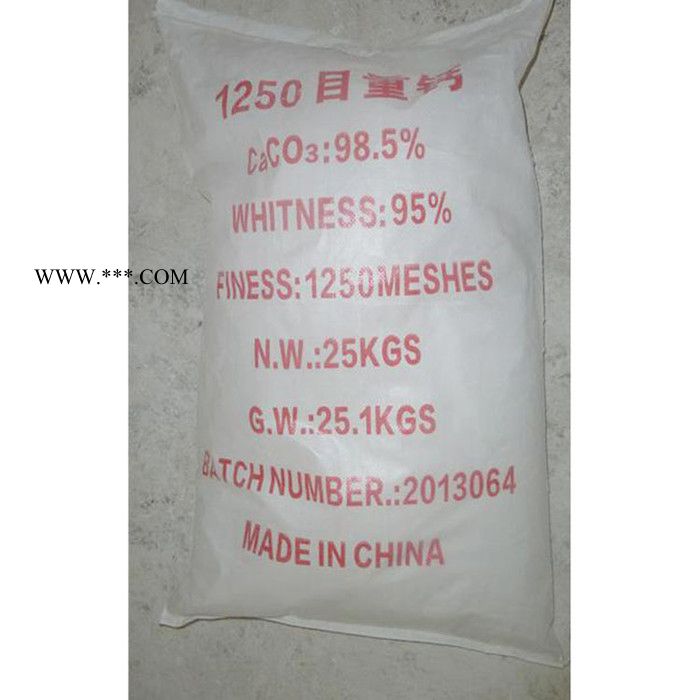 1250目重钙
CaCO3:98.5%
WHITNESS:95%
WWW.***.COM
FINESS:1250MESHES
N.W.:25KGS
G.W.:25.1KGS
BATCH NUMBER.:2013064
MADE IN CHINA